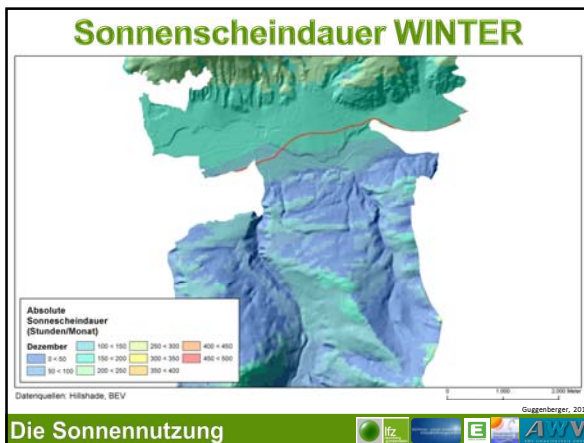 Sonnenscheindauer WINTER
Absolute
Sonnescheindauer
(Stunden/Monat)
Dezember
0 < 50
50 < 100
100 < 150
150 < 200
200 < 250
250 < 300
300 < 350
350 < 400
400 < 450
450 < 500
Datenquellen: Hillshade, BEV
0 1.000 2.000 Meter
Guggenberger, 201
Die Sonnennutzung
lfz
E
AWV